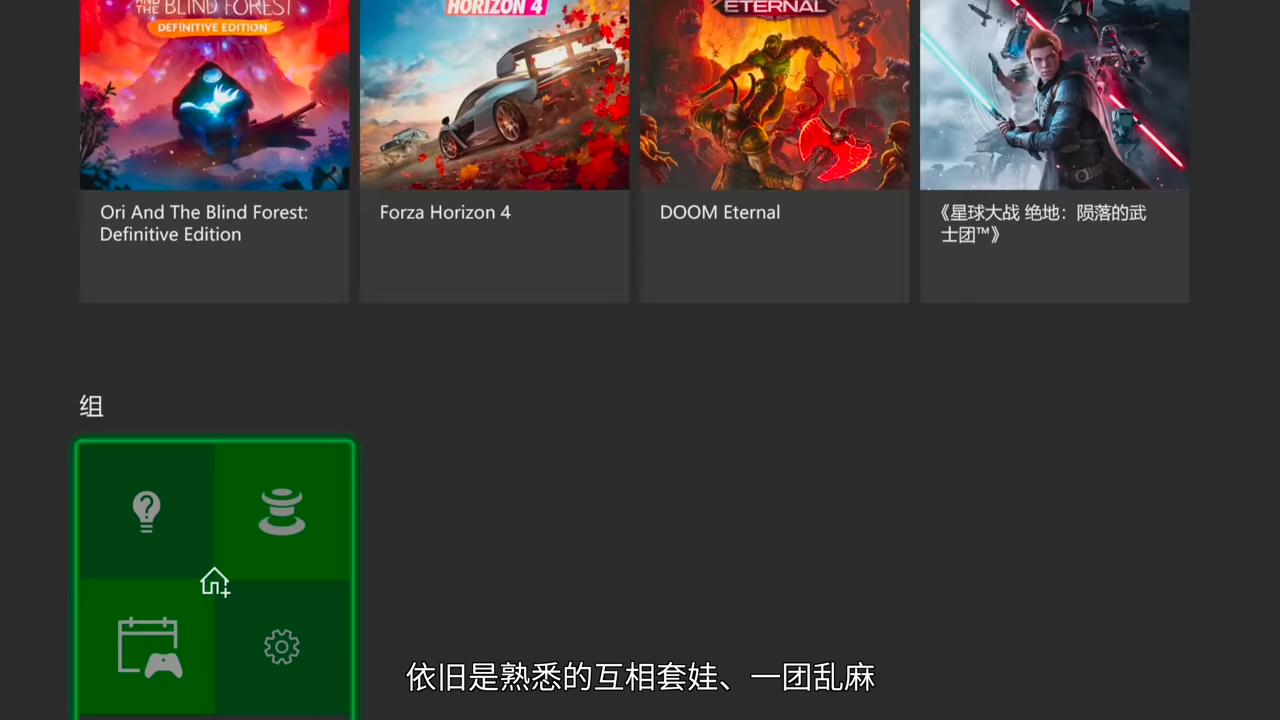 THE BLIND FOREST
DEFINITIVE EDITION
HORIZON 4
ETERNAL
Ori And The Blind Forest:
Definitive Edition
Forza Horizon 4
DOOM Eternal
《星球大战 绝地：陨落的武
士团™》
组
依旧是熟悉的互相套娃、一团乱麻